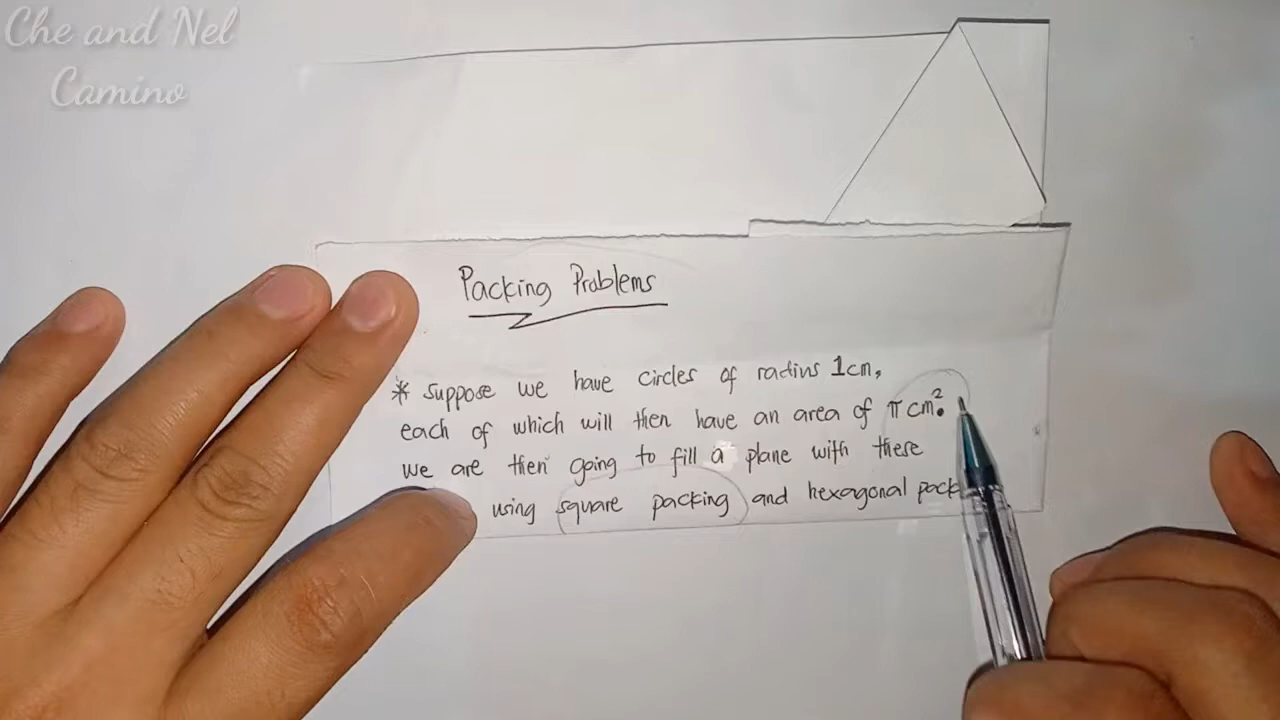 Che and Nel
Camino
Packing Problems
* Suppose we have circles of radius 1cm,
each of which will then have an area of π cm².
we are then going to fill a plane with these
using square packing and hexagonal pack